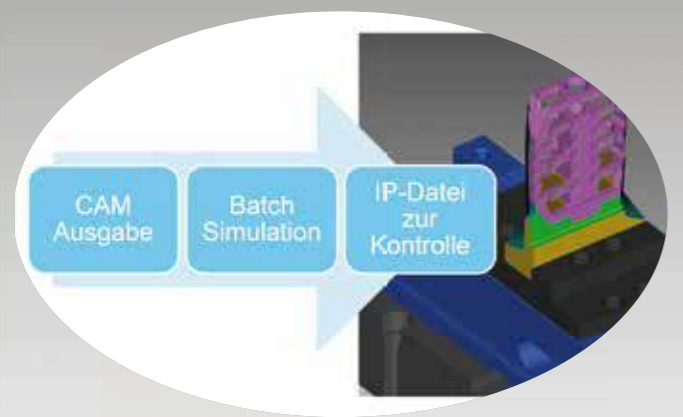 CAM
Ausgabe
Batch
Simulation
IP-Datei
zur
Kontrolle